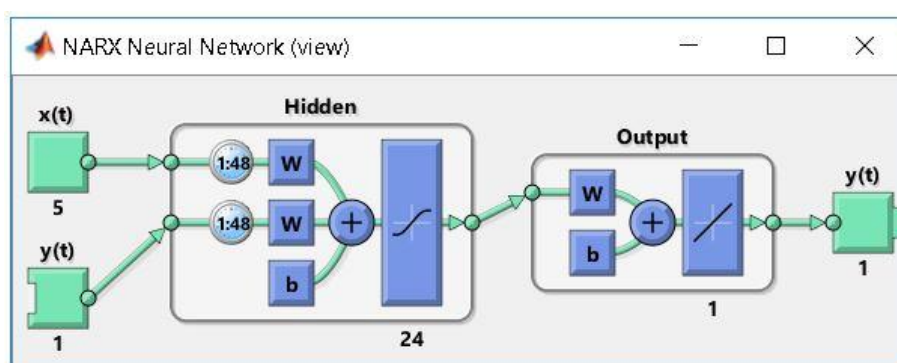 NARX Neural Network (view)
Hidden
x(t)
1:48
W
5
Output
y(t)
1:48
W
W
b
b
1
24
1
y(t)
1